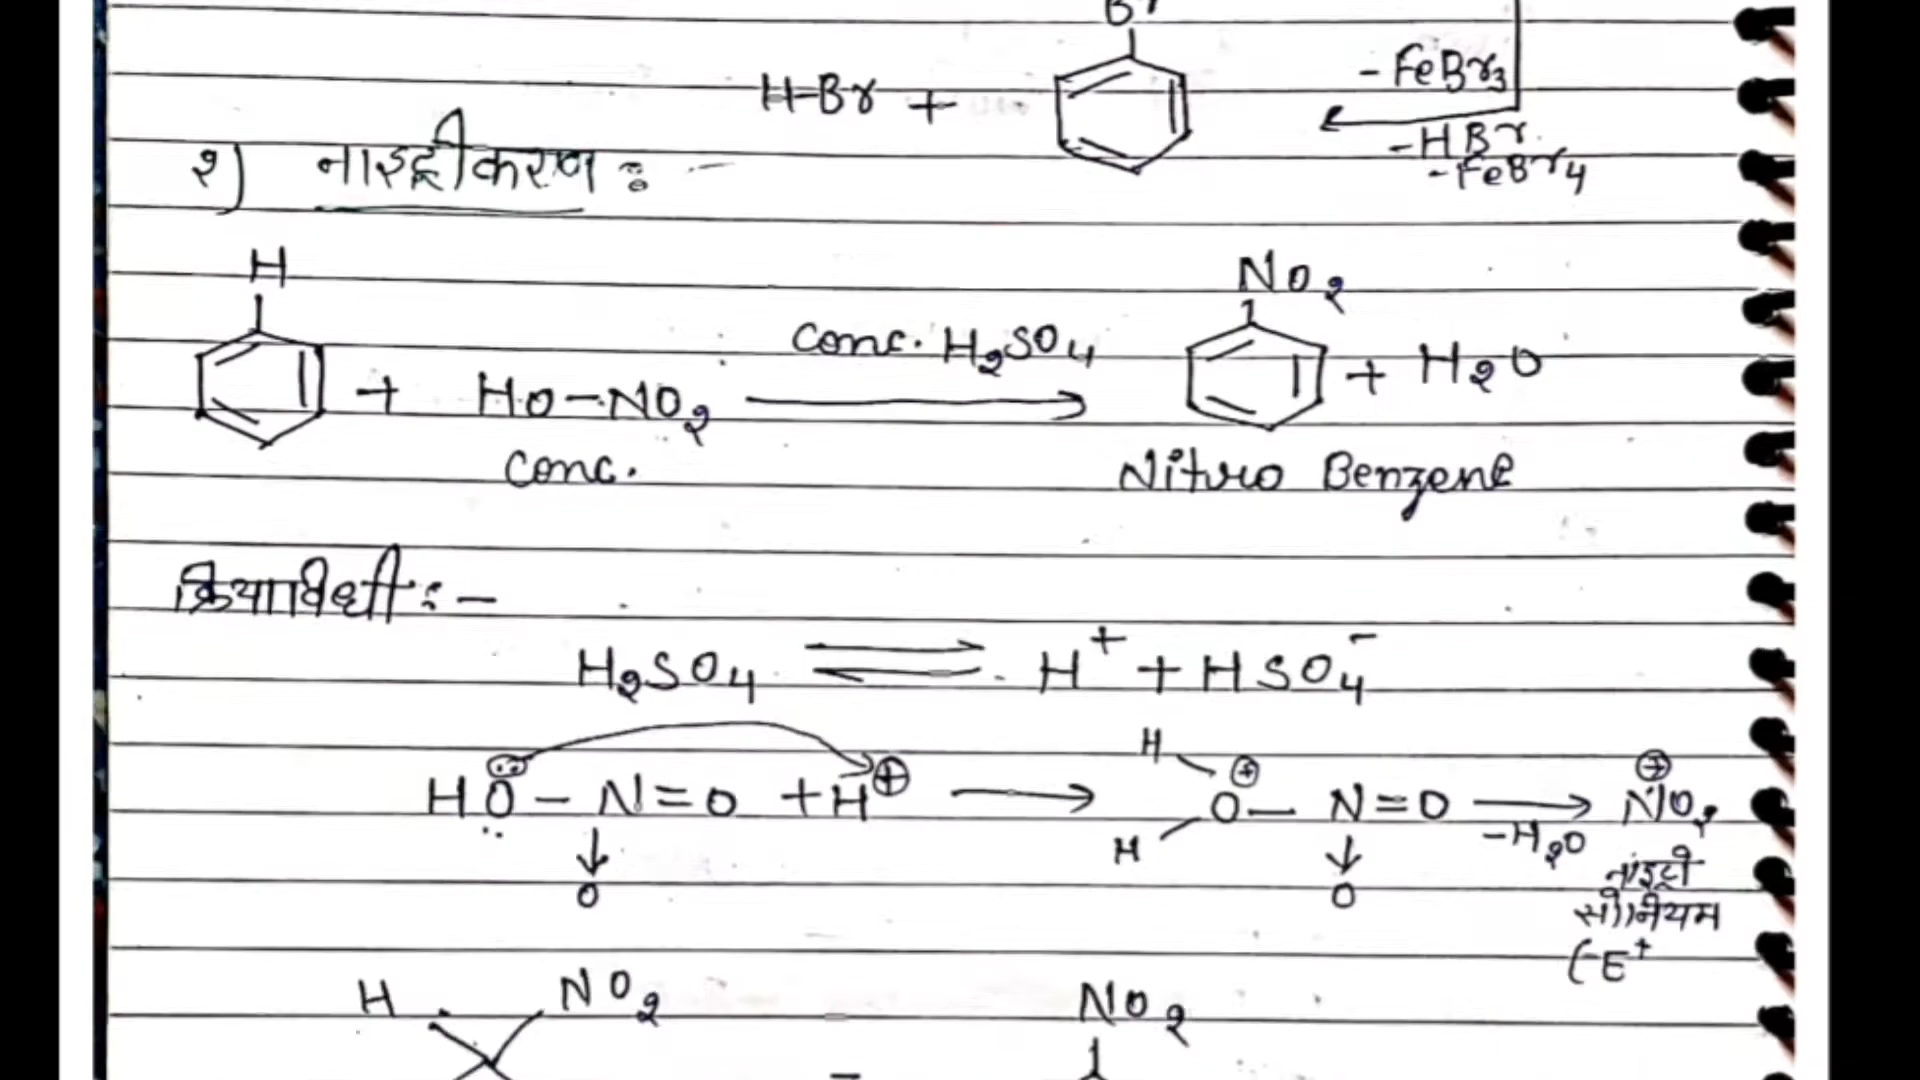 Br
- FeBr3
H-Br +
- HBr
- FeBr4
२) नाइट्रीकरण :-
H
NO2
Conc. H2SO4
+ HO-NO2 ⟶ + H2O
Conc.
Nitro Benzene
क्रियाविधी :-
H2SO4 ⇌ H+ + HSO4-
H
HÖ - N=O + H⊕ ⟶ O⊕ - N=O ⟶ NO2⊕
-H2O
H
↓ ↓
O O
नाइट्रो
सोनियम
(E+
H NO2 NO2